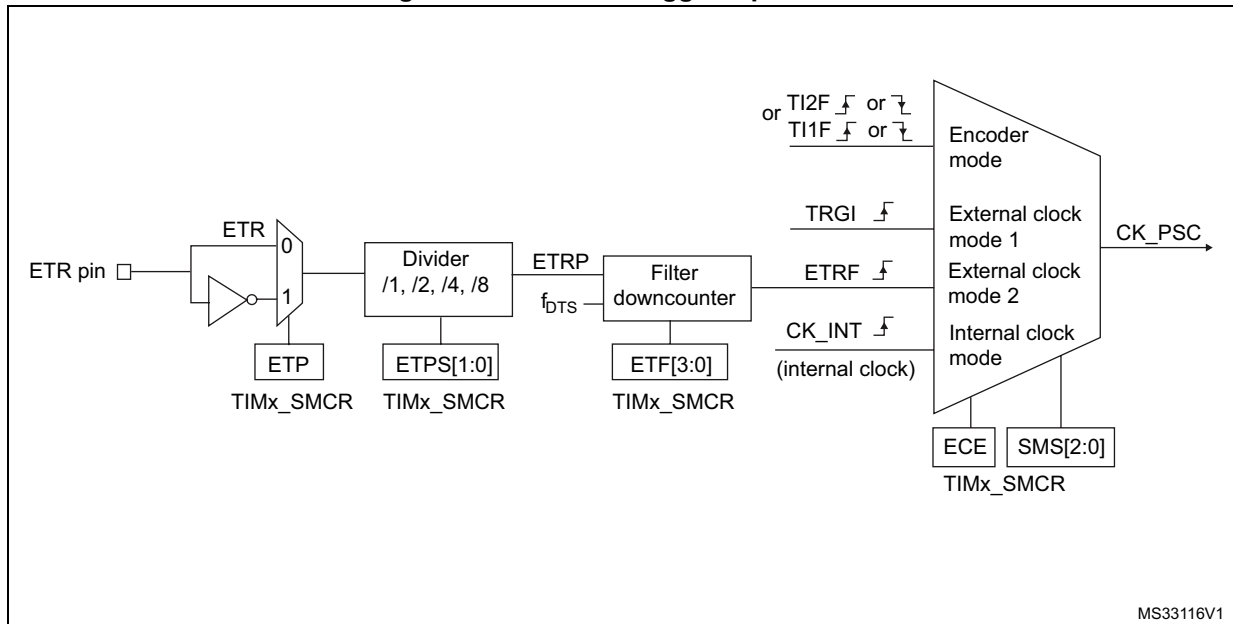 or TI2F or
TI1F or
Encoder
mode
TRGI
External clock
mode 1
CK_PSC
ETR
0
ETR pin
1
Divider
/1, /2, /4, /8
ETRP
fDTS
Filter
downcounter
ETRF
External clock
mode 2
CK_INT
(internal clock)
Internal clock
mode
ETP
TIMx_SMCR
ETPS[1:0]
TIMx_SMCR
ETF[3:0]
TIMx_SMCR
ECE
SMS[2:0]
TIMx_SMCR
MS33116V1